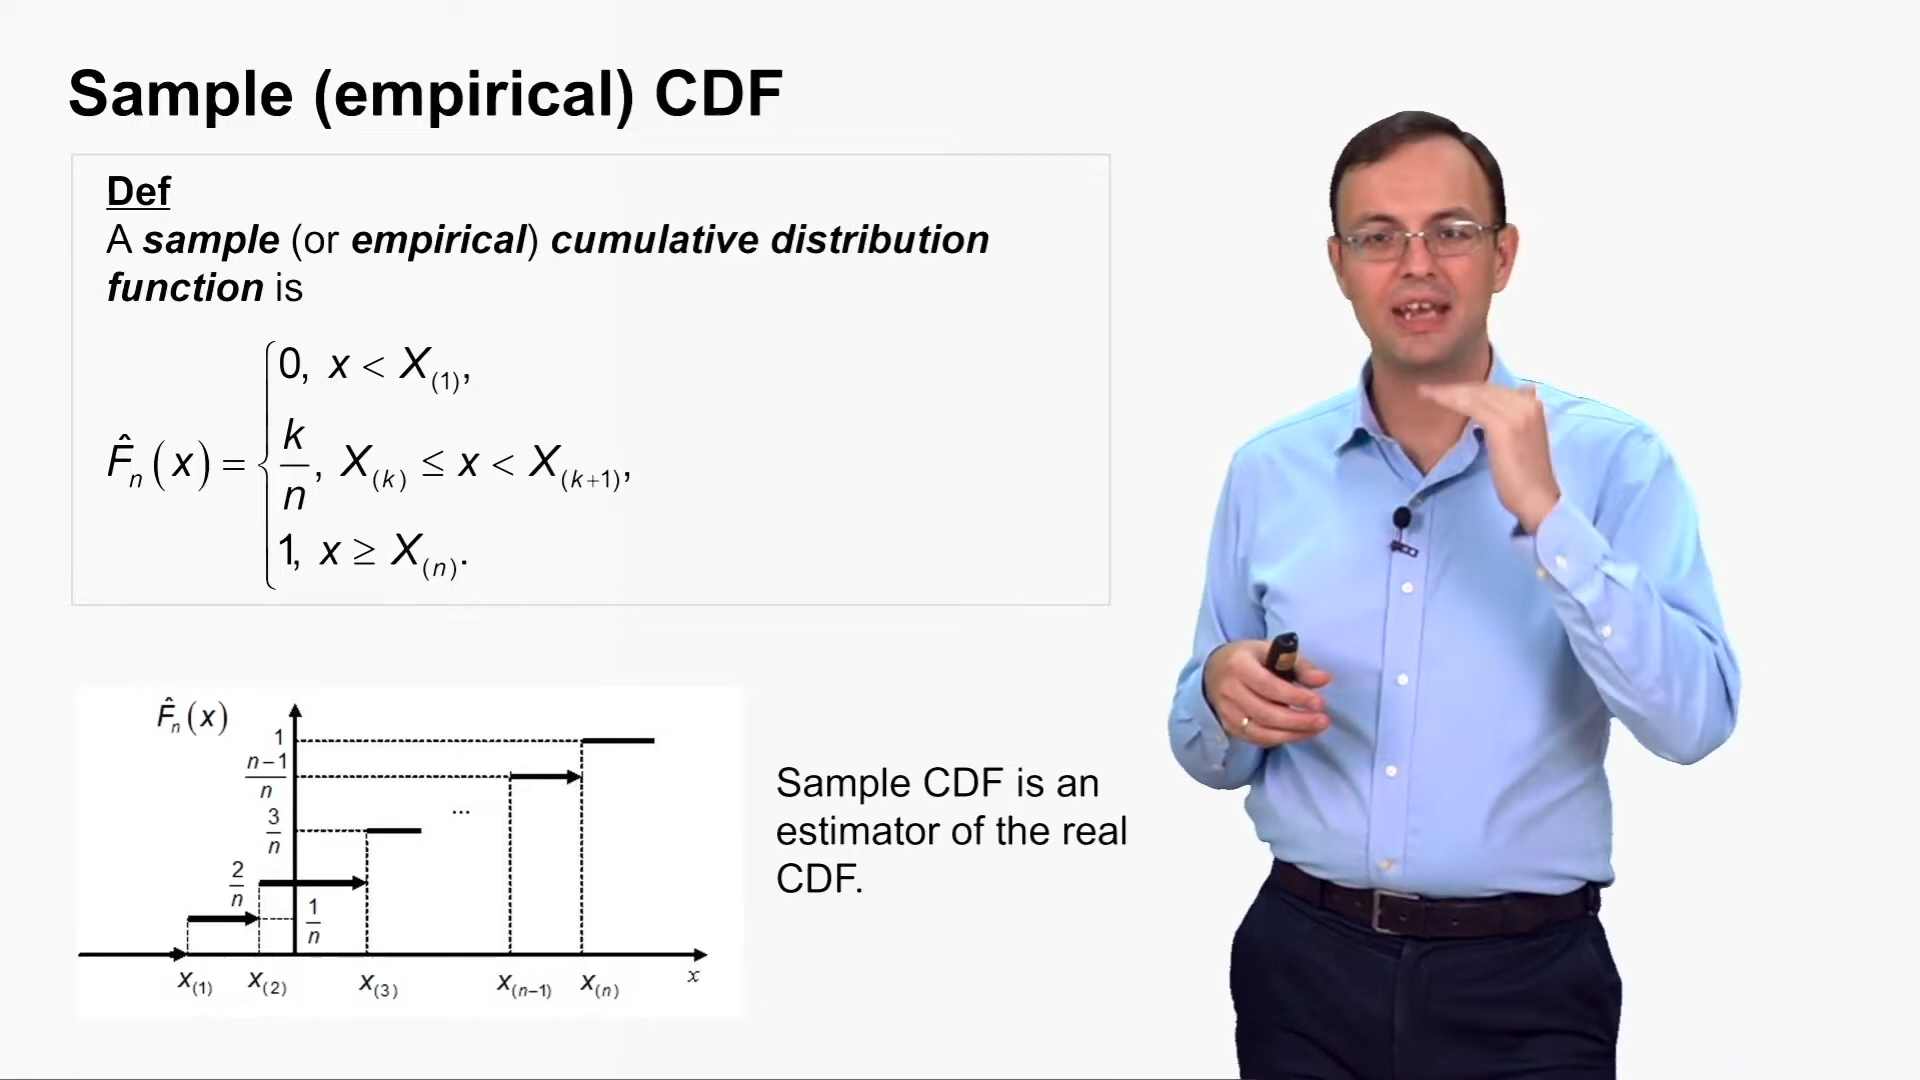 Sample (empirical) CDF
Def
A sample (or empirical) cumulative distribution
function is
0, x < X₍₁₎,
F̂ₙ(x) = { k/n, X₍ₖ₎ ≤ x < X₍ₖ₊₁₎,
1, x ≥ X₍ₙ₎.
F̂ₙ(x)
1
n−1/n
3/n
...
2/n
1/n
X₍₁₎ X₍₂₎ X₍₃₎ X₍ₙ₋₁₎ X₍ₙ₎ x
Sample CDF is an
estimator of the real
CDF.